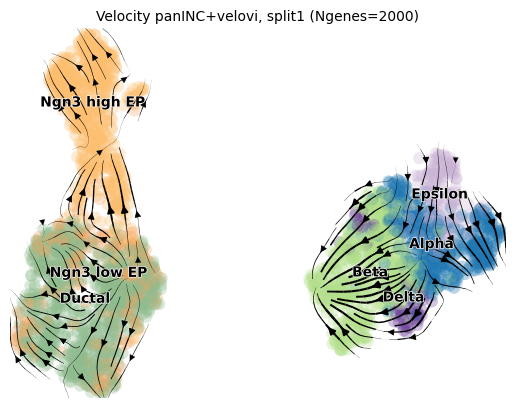 Velocity panINC+velovi, split1 (Ngenes=2000)
Ngn3 high EP
Epsilon
Alpha
Ngn3 low EP
Beta
Ductal
Delta